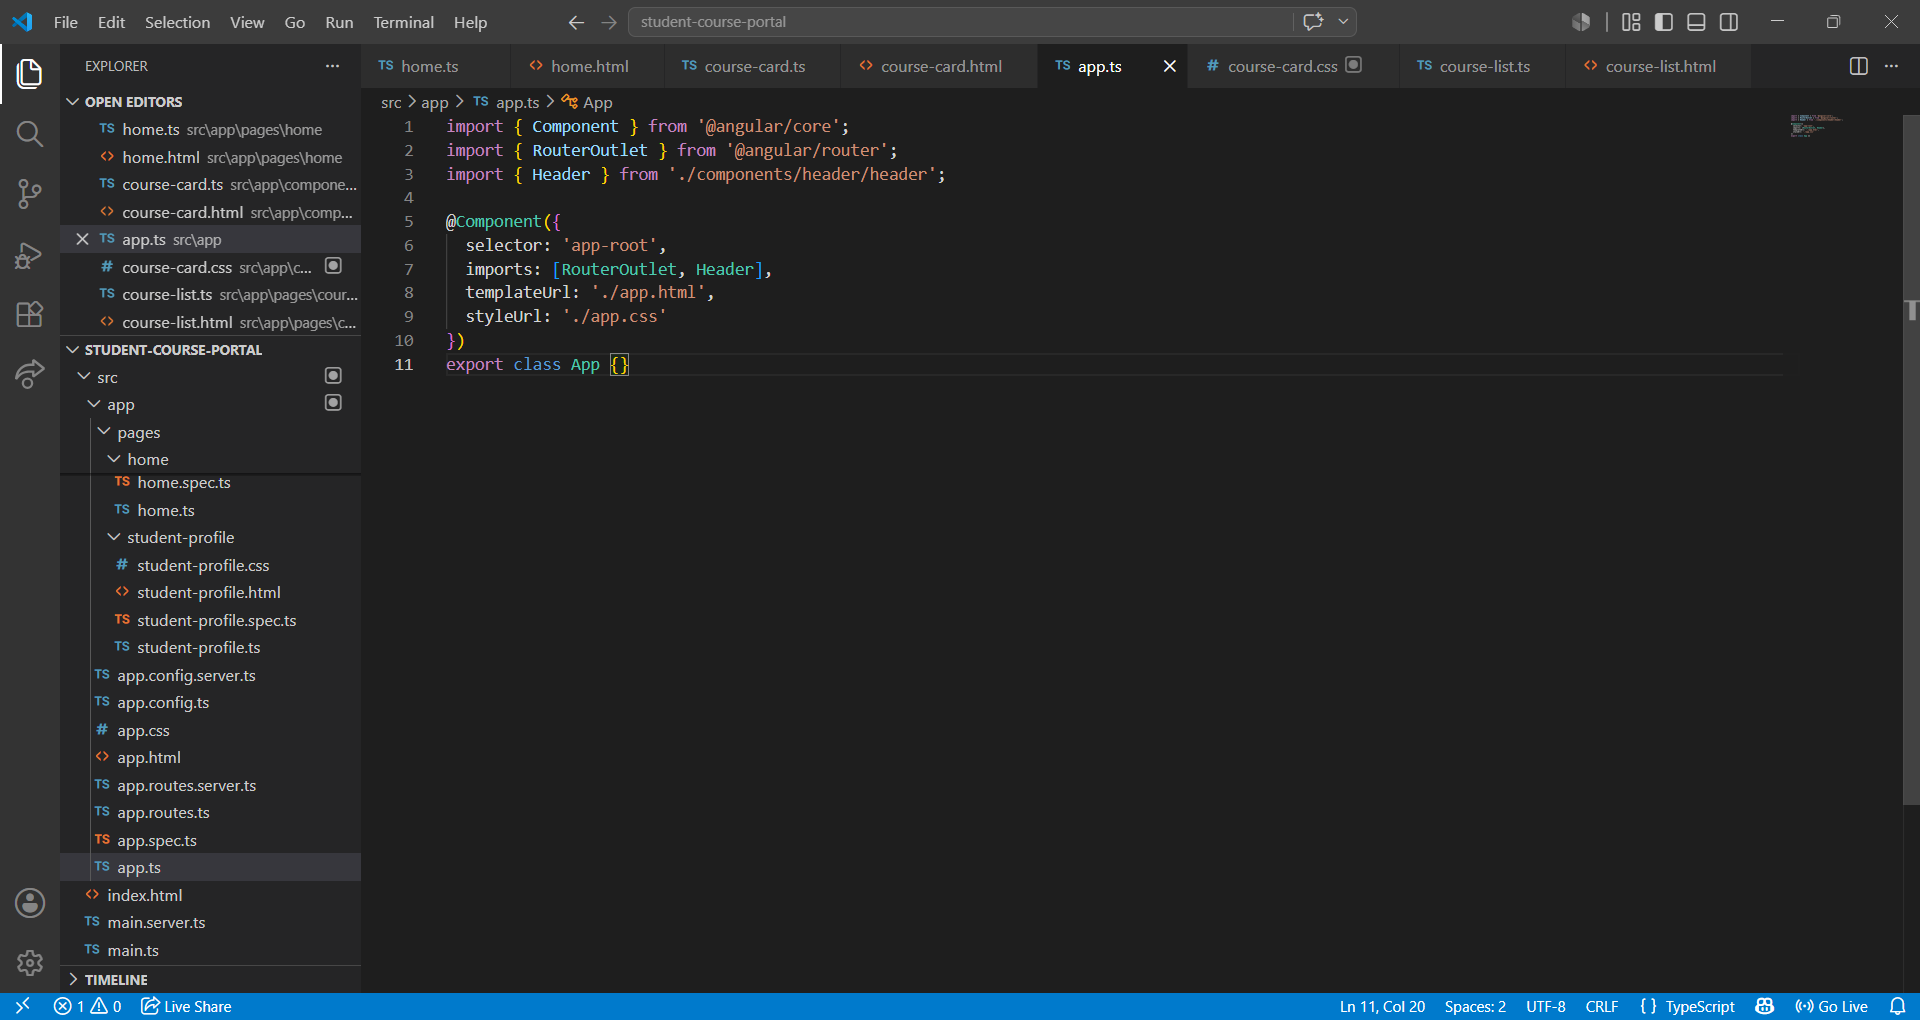 File Edit Selection View Go Run Terminal Help
student-course-portal
EXPLORER
OPEN EDITORS
TS home.ts src\app\pages\home
<> home.html src\app\pages\home
TS course-card.ts src\app\compone...
<> course-card.html src\app\comp...
TS app.ts src\app
# course-card.css src\app\c...
TS course-list.ts src\app\pages\cour...
<> course-list.html src\app\pages\c...
STUDENT-COURSE-PORTAL
src
app
pages
home
TS home.spec.ts
TS home.ts
student-profile
# student-profile.css
<> student-profile.html
TS student-profile.spec.ts
TS student-profile.ts
TS app.config.server.ts
TS app.config.ts
# app.css
<> app.html
TS app.routes.server.ts
TS app.routes.ts
TS app.spec.ts
TS app.ts
<> index.html
TS main.server.ts
TS main.ts
TIMELINE
TS home.ts <> home.html TS course-card.ts <> course-card.html TS app.ts # course-card.css TS course-list.ts <> course-list.html
src > app > TS app.ts > App
1 import { Component } from '@angular/core';
2 import { RouterOutlet } from '@angular/router';
3 import { Header } from './components/header/header';
4
5 @Component({
6 selector: 'app-root',
7 imports: [RouterOutlet, Header],
8 templateUrl: './app.html',
9 styleUrl: './app.css'
10 })
11 export class App {}
1 0 Live Share
Ln 11, Col 20 Spaces: 2 UTF-8 CRLF {} TypeScript Go Live